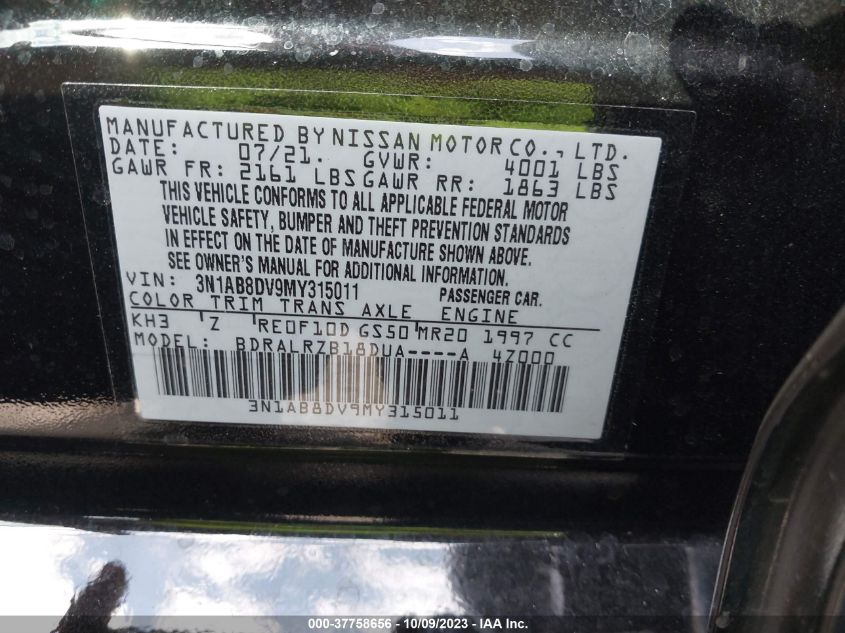 MANUFACTURED BY NISSAN MOTOR CO., LTD.
DATE: 07/21. GVWR: 4001 LBS
GAWR FR: 2161 LBS GAWR RR: 1863 LBS
THIS VEHICLE CONFORMS TO ALL APPLICABLE FEDERAL MOTOR
VEHICLE SAFETY, BUMPER AND THEFT PREVENTION STANDARDS
IN EFFECT ON THE DATE OF MANUFACTURE SHOWN ABOVE.
SEE OWNER'S MANUAL FOR ADDITIONAL INFORMATION.
VIN: 3N1AB8DV9MY315011 PASSENGER CAR.
COLOR TRIM TRANS AXLE ENGINE
KH3 Z RE0F10D GS50 MR20 1997 CC
MODEL: BDRALRZB18DUA----A 4Z000
3N1AB8DV9MY315011
000-37758656 - 10/09/2023 - IAA Inc.